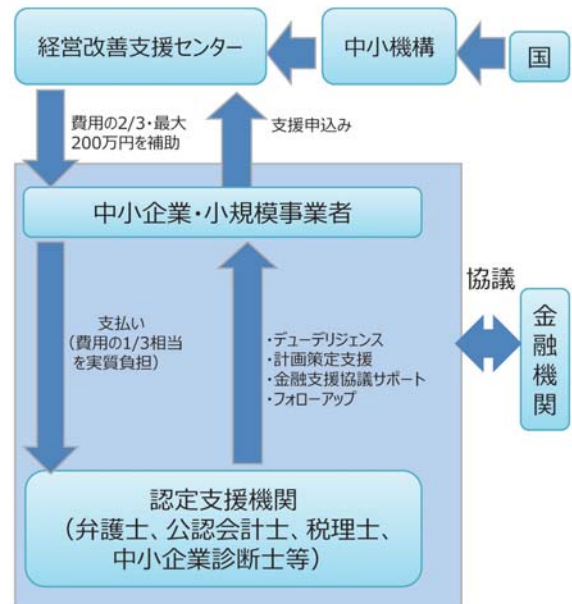 経営改善支援センター
中小機構
国
費用の2/3・最大
200万円を補助
支援申込み
中小企業・小規模事業者
協議
金融機関
支払い
(費用の1/3相当
を実質負担)
・デューデリジェンス
・計画策定支援
・金融支援協議サポート
・フォローアップ
認定支援機関
(弁護士、公認会計士、税理士、
中小企業診断士等)